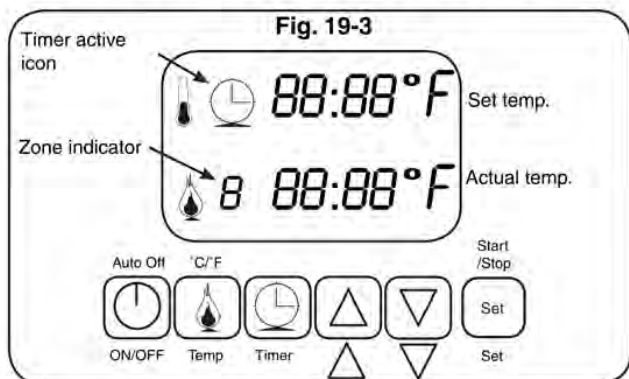 Fig. 19-3
Timer active
icon
88:88°F
Set temp.
Zone indicator
8 88:88°F
Actual temp.
Auto Off
°C/°F
Start
/Stop
Set
ON/OFF
Temp
Timer
Set